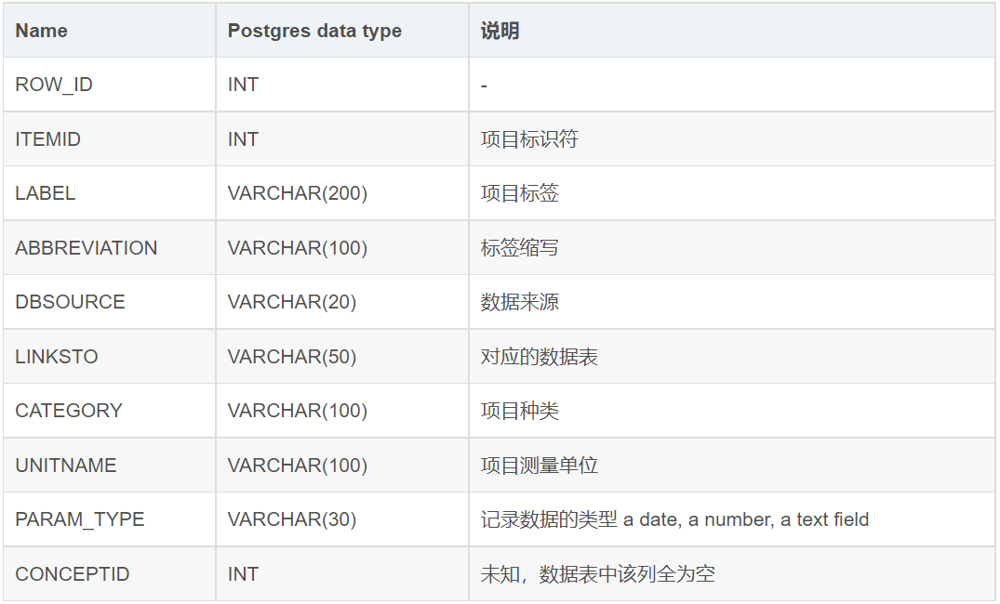 Name Postgres data type 说明
ROW_ID INT -
ITEMID INT 项目标识符
LABEL VARCHAR(200) 项目标签
ABBREVIATION VARCHAR(100) 标签缩写
DBSOURCE VARCHAR(20) 数据来源
LINKSTO VARCHAR(50) 对应的数据表
CATEGORY VARCHAR(100) 项目种类
UNITNAME VARCHAR(100) 项目测量单位
PARAM_TYPE VARCHAR(30) 记录数据的类型 a date, a number, a text field
CONCEPTID INT 未知，数据表中该列全为空